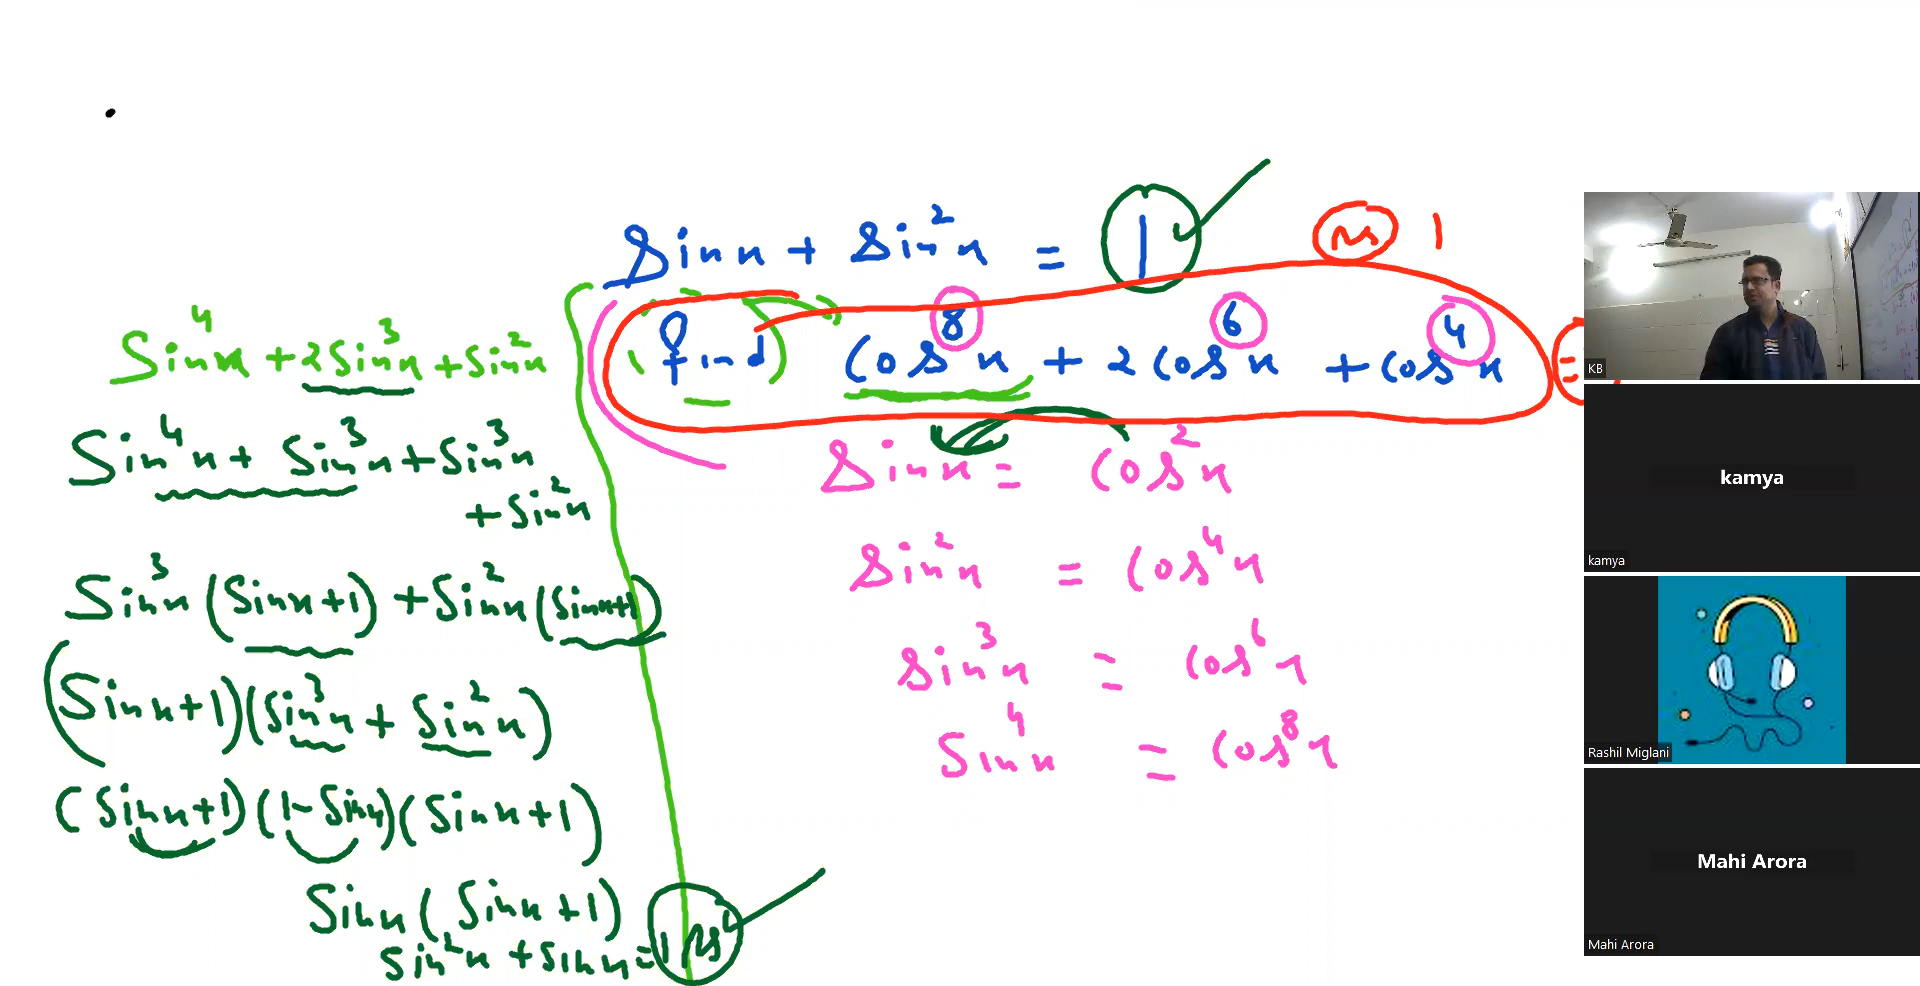 Sinx + Sin²x = 1
(find) Cos⁸x + 2Cos⁶x + Cos⁴x =
Sinx = Cos²x
Sin²x = Cos⁴x
Sin³x = Cos⁶x
Sin⁴x = Cos⁸x
Sin⁴x + 2Sin³x + Sin²x
Sin⁴x + Sin³x + Sin³x
+ Sin²x
Sin³x (Sinx+1) + Sin²x (Sinx+1)
(Sinx+1)(Sin³x + Sin²x)
(Sinx+1)(1-Sinx)(Sinx+1)
Sinx (Sinx+1)
Sin²x + Sinx = 1
KB
kamya
kamya
Rashil Miglani
Mahi Arora
Mahi Arora